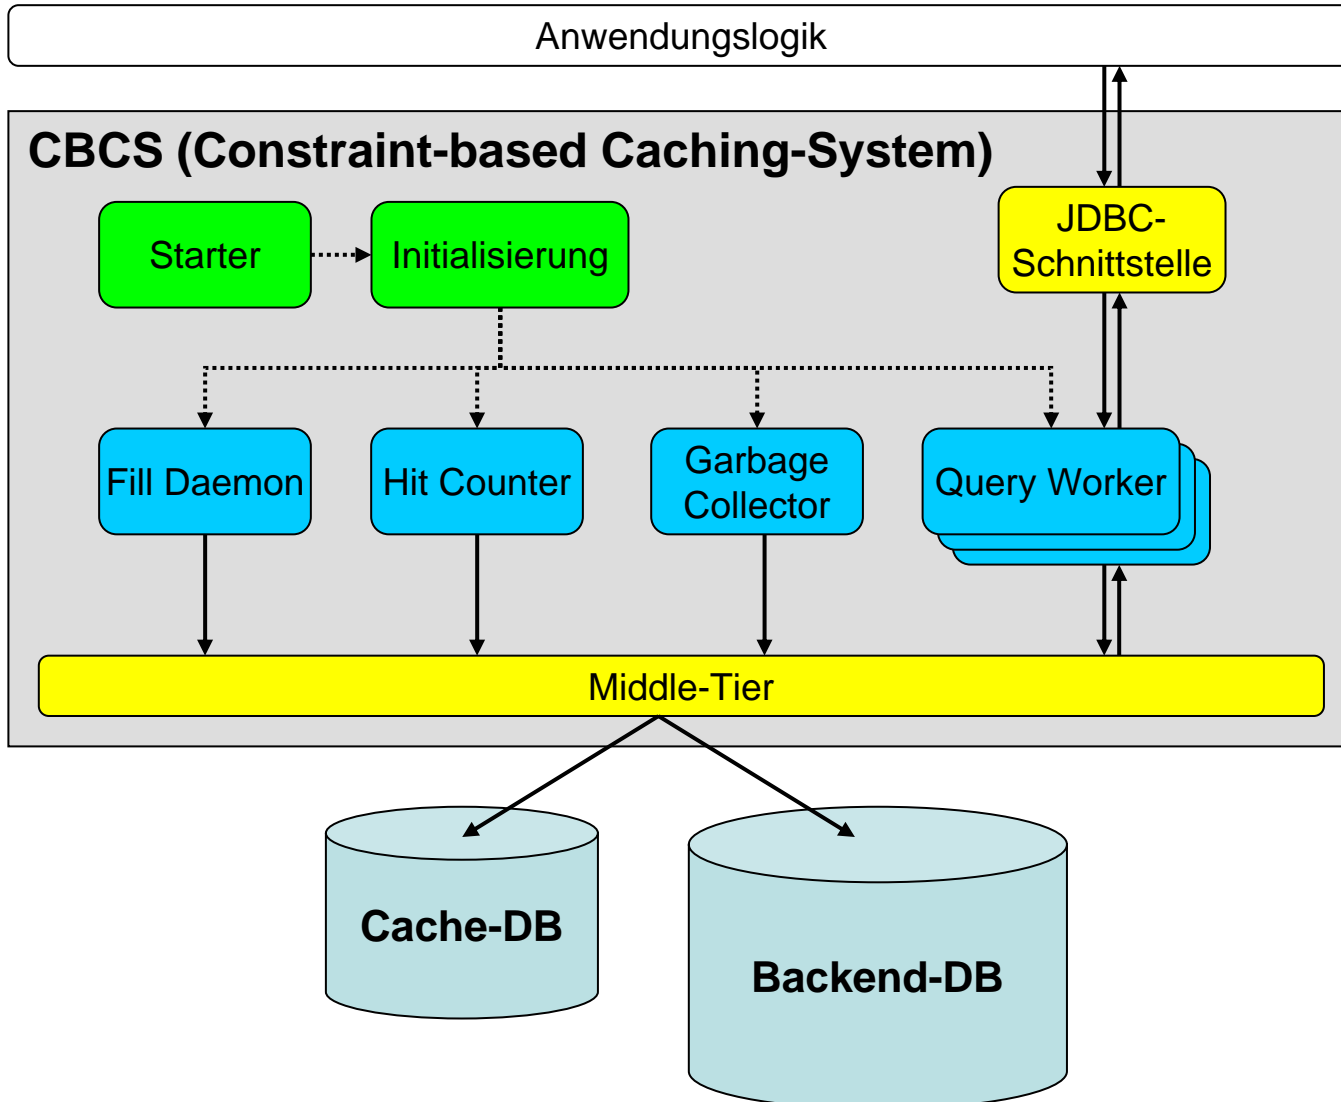 Anwendungslogik
CBCS (Constraint-based Caching-System)
Starter
Initialisierung
JDBC-
Schnittstelle
Fill Daemon
Hit Counter
Garbage
Collector
Query Worker
Middle-Tier
Cache-DB
Backend-DB